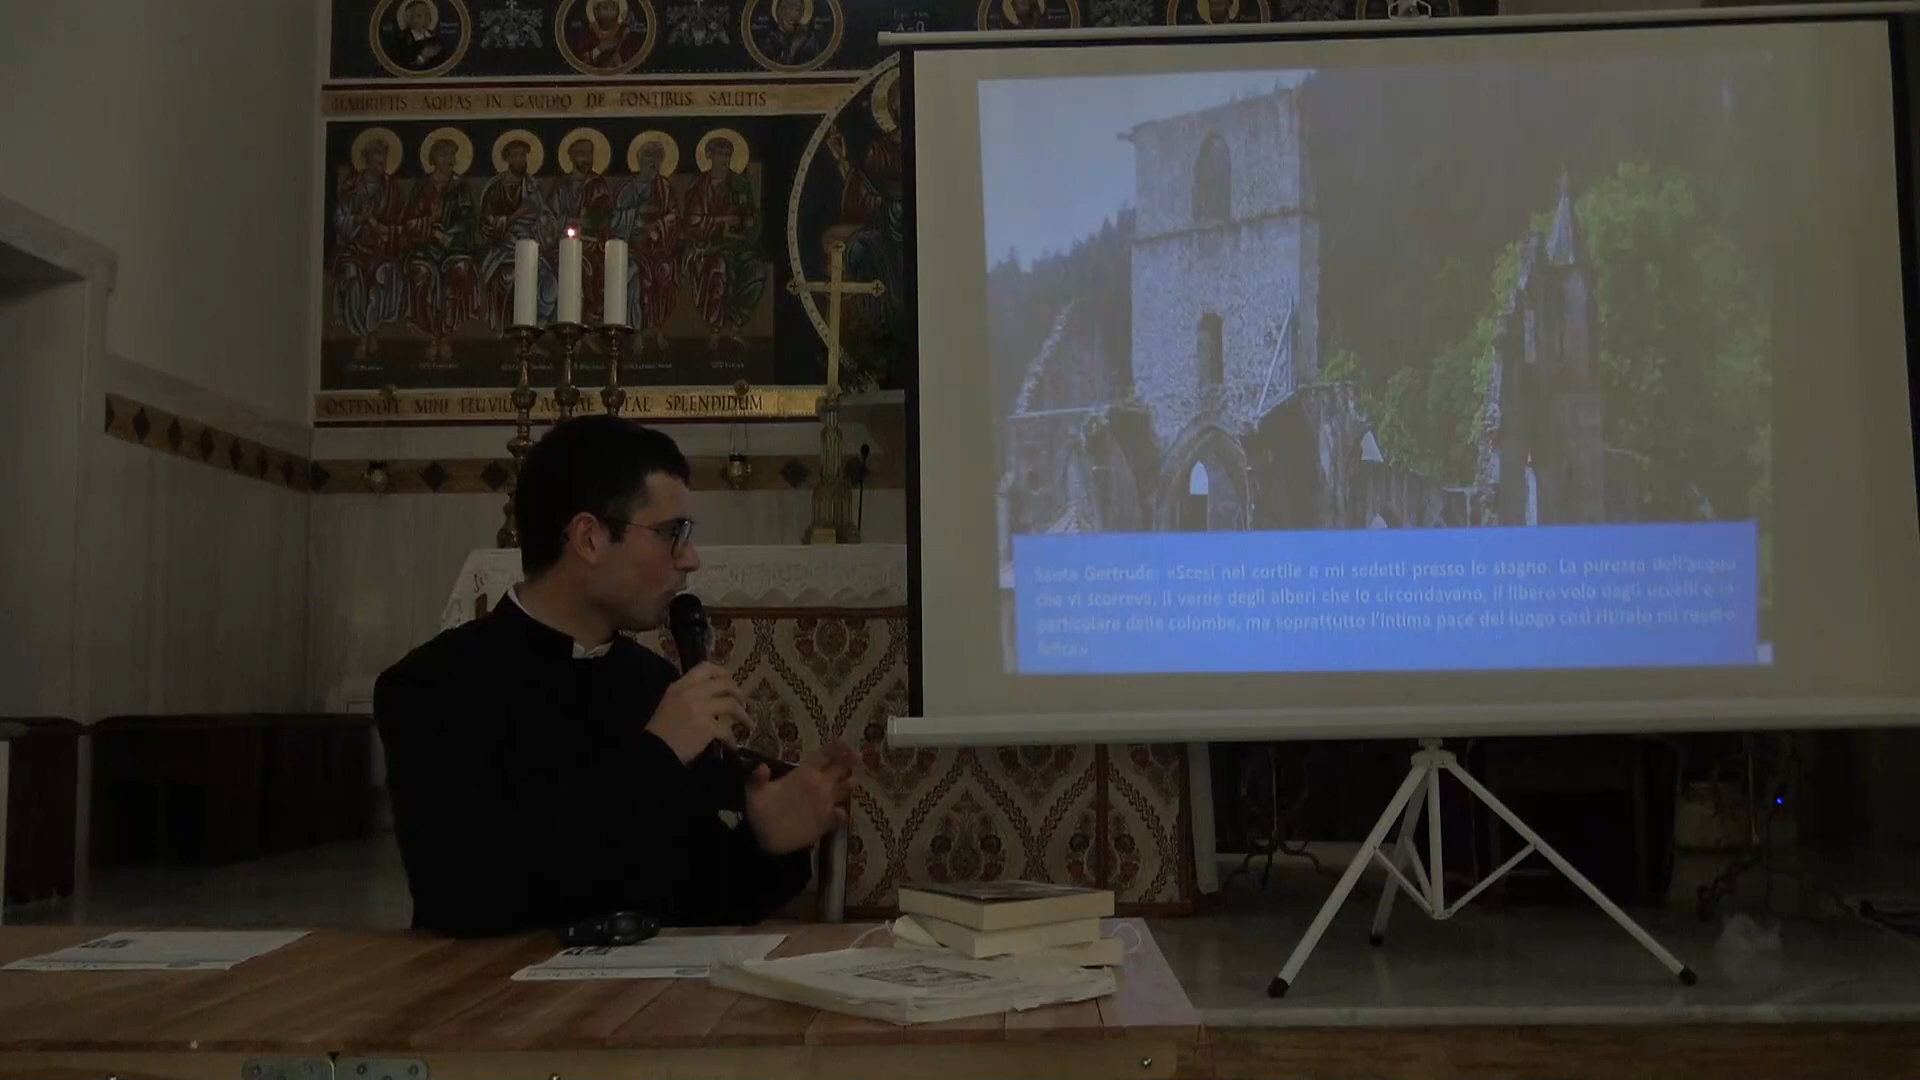 HAURIETIS AQUAS IN GAUDIO DE FONTIBUS SALUTIS
OSTENDIT MIHI FLUVIUM SPLENDIDUM
Santa Gertrude: «Scesi nel cortile e mi sedetti presso lo stagno. La purezza dell'acqua
che vi scorreva, il verde degli alberi che lo circondavano, il libero volo degli uccelli e in
particolare delle colombe, ma soprattutto l'intima pace del luogo così ritirato mi resero
felice»